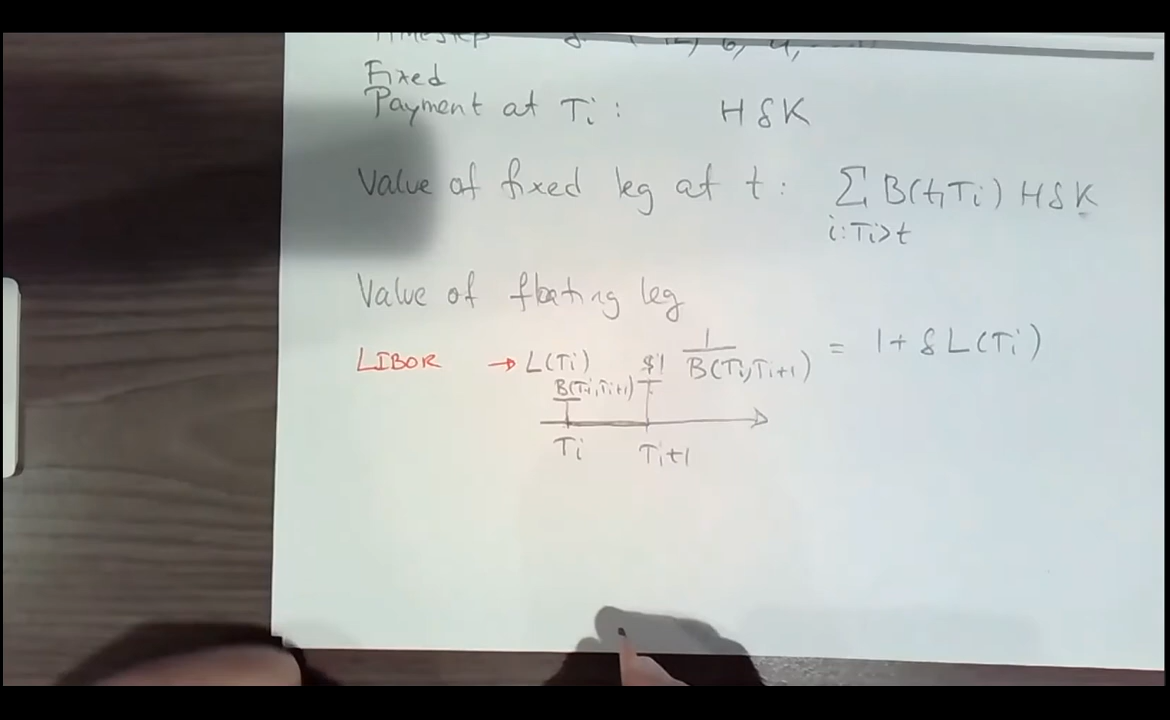 Timestep δ
Fixed
Payment at Ti : H δ K
Value of fixed leg at t : ∑ B(t,Ti) H δ K
i:Ti>t
Value of floating leg
LIBOR → L(Ti) $1 1/B(Ti,Ti+1) = 1 + δ L(Ti)
B(Ti,Ti+1)
Ti Ti+1